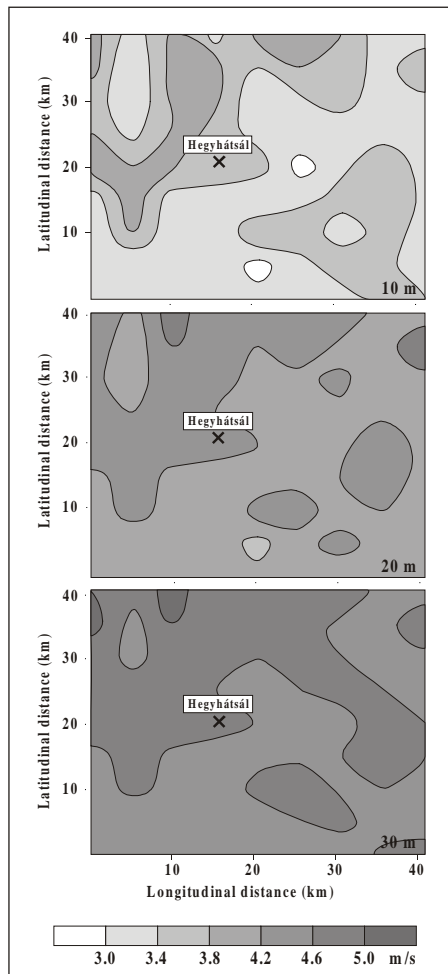 40
30
20
10
Latitudinal distance (km)
Hegyhátsál
10 m
40
30
20
10
Latitudinal distance (km)
Hegyhátsál
20 m
40
30
20
10
Latitudinal distance (km)
Hegyhátsál
30 m
10 20 30 40
Longitudinal distance (km)
3.0 3.4 3.8 4.2 4.6 5.0 m/s